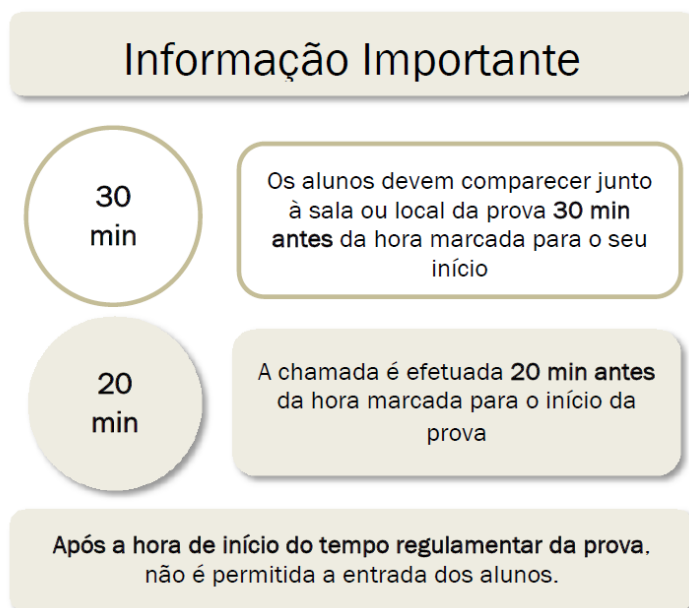 Informação Importante
30
min
Os alunos devem comparecer junto
à sala ou local da prova 30 min
antes da hora marcada para o seu
início
20
min
A chamada é efetuada 20 min antes
da hora marcada para o início da
prova
Após a hora de início do tempo regulamentar da prova,
não é permitida a entrada dos alunos.